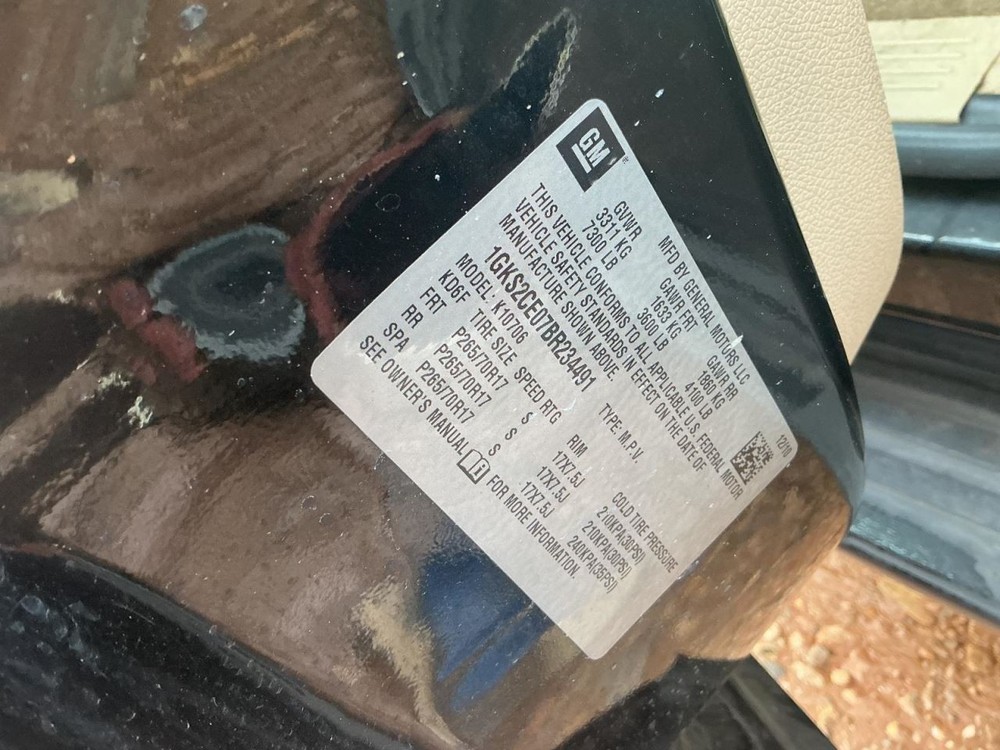 GM
MFD BY GENERAL MOTORS LLC 12/10
GVWR GAWR FRT GAWR RR
3311 KG 1633 KG 1860 KG
7300 LB 3600 LB 4100 LB
THIS VEHICLE CONFORMS TO ALL APPLICABLE U.S. FEDERAL MOTOR
VEHICLE SAFETY STANDARDS IN EFFECT ON THE DATE OF
MANUFACTURE SHOWN ABOVE.
1GKS2CE07BR234491 TYPE: M.P.V.
MODEL: K10706
KD6F TIRE SIZE SPEED RTG RIM COLD TIRE PRESSURE
FRT P265/70R17 S 17X7.5J 210KPA(30PSI)
RR P265/70R17 S 17X7.5J 210KPA(30PSI)
SPA P265/70R17 S 17X7.5J 240KPA(35PSI)
SEE OWNER'S MANUAL i FOR MORE INFORMATION.